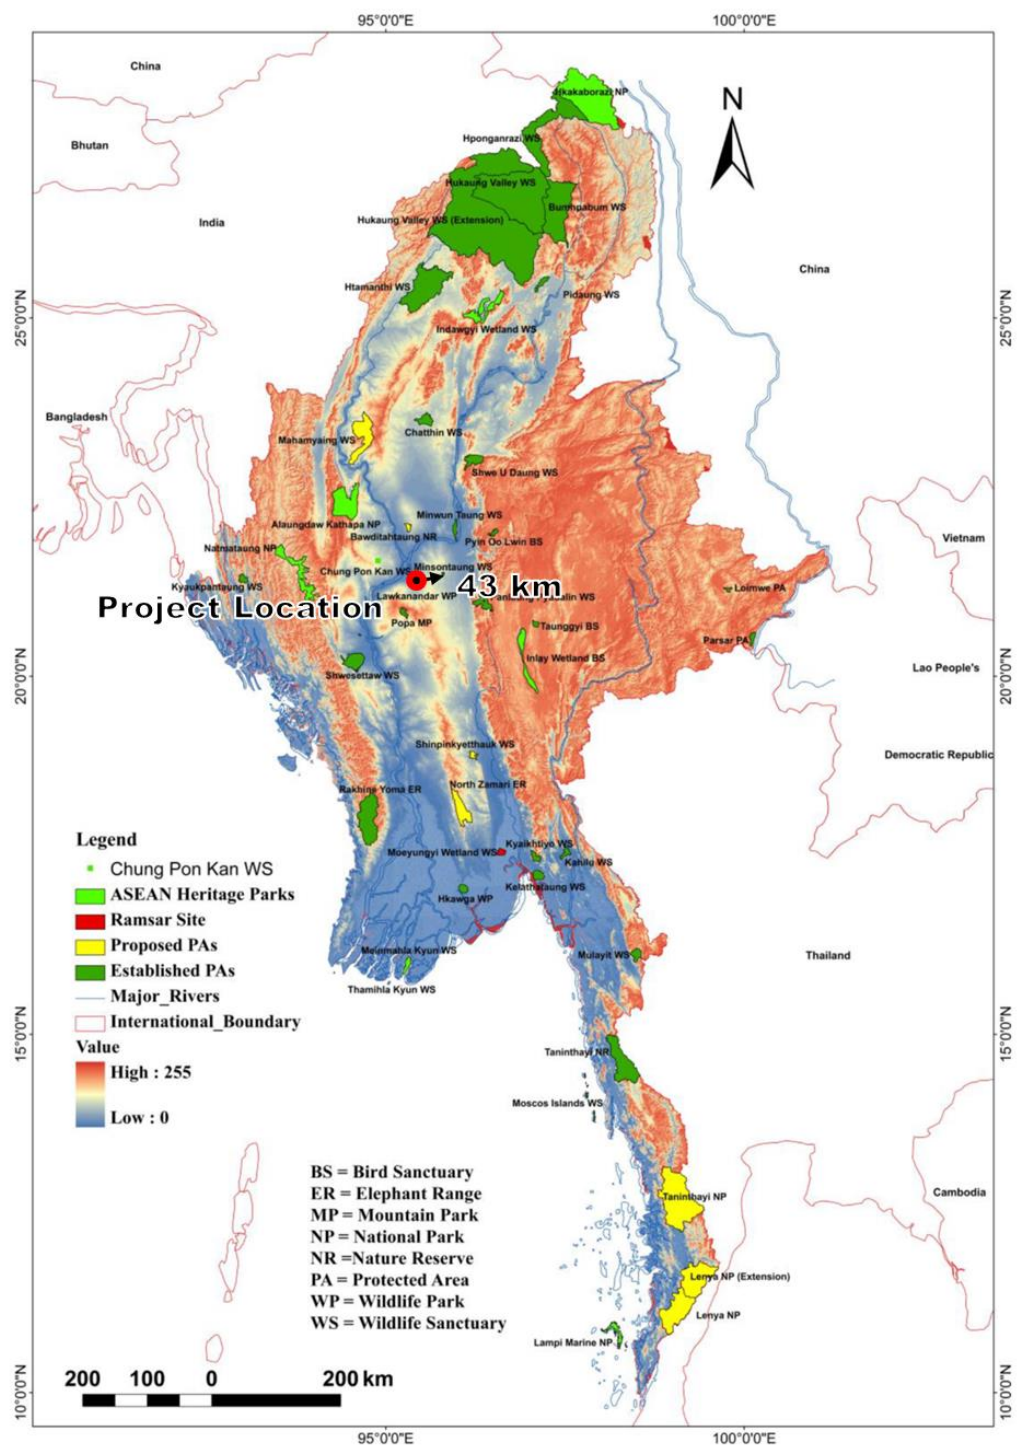 95°0'0"E 100°0'0"E
China
Bhutan
India
China
Bangladesh
Vietnam
Lao People's
Democratic Republic
Thailand
Cambodia
N
25°0'0"N 25°0'0"N
20°0'0"N 20°0'0"N
15°0'0"N 15°0'0"N
10°0'0"N 10°0'0"N
Hkakaborazi NP
Hponganrazi WS
Hukaung Valley WS
Bumhpabum WS
Hukaung Valley WS (Extension)
Htamanthi WS
Pidaung WS
Indawgyi Wetland WS
Mahamyaing WS
Chatthin WS
Shwe U Daung WS
Alaungdaw Kathapa NP
Minwun Taung WS
Bawditahtaung NR
Pyin Oo Lwin BS
Natmataung NP
Chung Pon Kan WS
Minsontaung WS
Kyaukpantaung WS
43 km
Project Location
Lawkanandar WP
Popa MP
Taunggyi BS
Inlay Wetland BS
Loimwe PA
Parsar PA
Shwesettaw WS
Shinpinkyetthauk WS
Rakhine Yoma ER
North Zamari ER
Moeyungyi Wetland WS
Kyaikhtiyo WS
Kahilu WS
Kelathataung WS
Hkawga WP
Meinmahla Kyun WS
Thamihla Kyun WS
Mulayit WS
Taninthayi NR
Moscos Islands WS
Taninthayi NP
Lenya NP (Extension)
Lenya NP
Lampi Marine NP
Legend
Chung Pon Kan WS
ASEAN Heritage Parks
Ramsar Site
Proposed PAs
Established PAs
Major_Rivers
International_Boundary
Value
High : 255
Low : 0
BS = Bird Sanctuary
ER = Elephant Range
MP = Mountain Park
NP = National Park
NR =Nature Reserve
PA = Protected Area
WP = Wildlife Park
WS = Wildlife Sanctuary
200 100 0 200 km
95°0'0"E 100°0'0"E